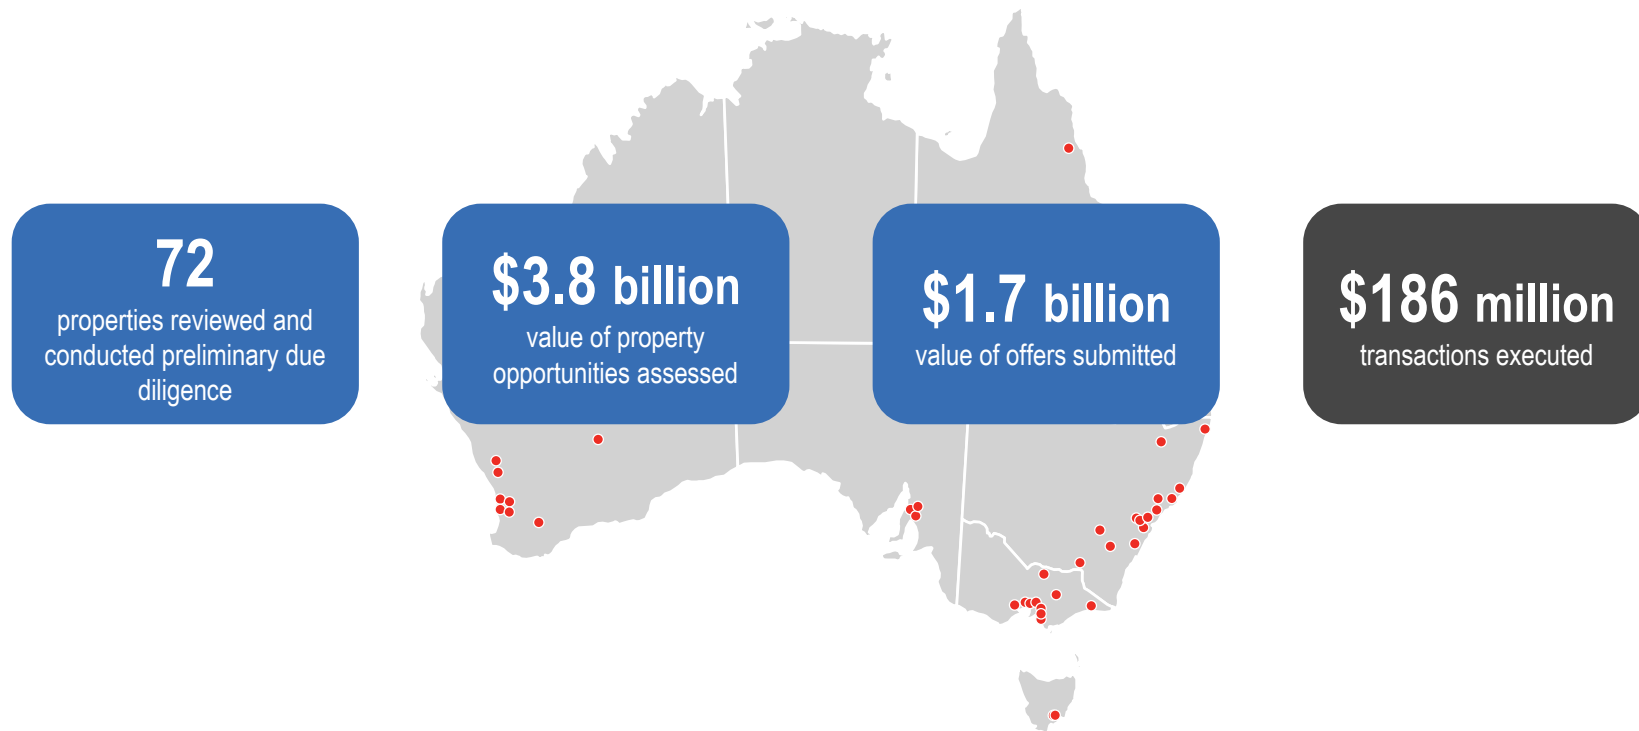 72
properties reviewed and
conducted preliminary due
diligence
$3.8 billion
value of property
opportunities assessed
$1.7 billion
value of offers submitted
$186 million
transactions executed